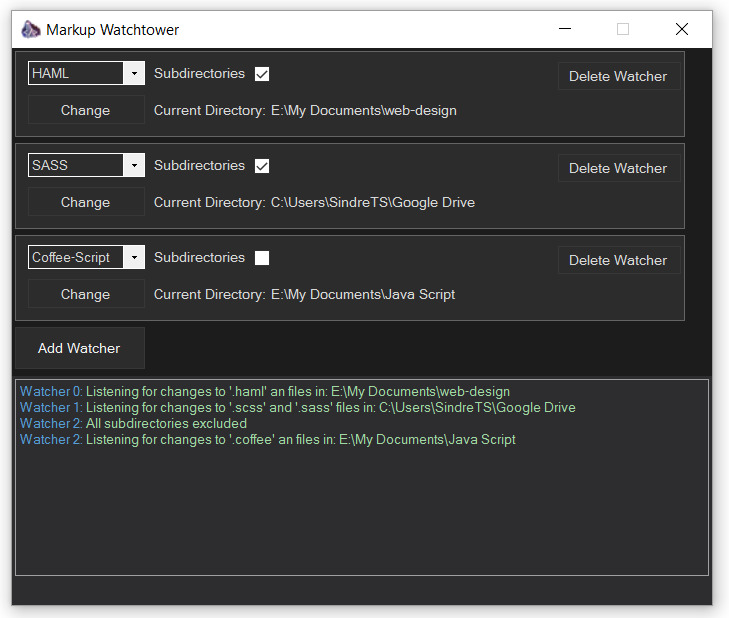 Markup Watchtower
HAML Subdirectories Delete Watcher
Change Current Directory: E:\My Documents\web-design
SASS Subdirectories Delete Watcher
Change Current Directory: C:\Users\SindreTS\Google Drive
Coffee-Script Subdirectories Delete Watcher
Change Current Directory: E:\My Documents\Java Script
Add Watcher
Watcher 0: Listening for changes to '.haml' an files in: E:\My Documents\web-design
Watcher 1: Listening for changes to '.scss' and '.sass' files in: C:\Users\SindreTS\Google Drive
Watcher 2: All subdirectories excluded
Watcher 2: Listening for changes to '.coffee' an files in: E:\My Documents\Java Script